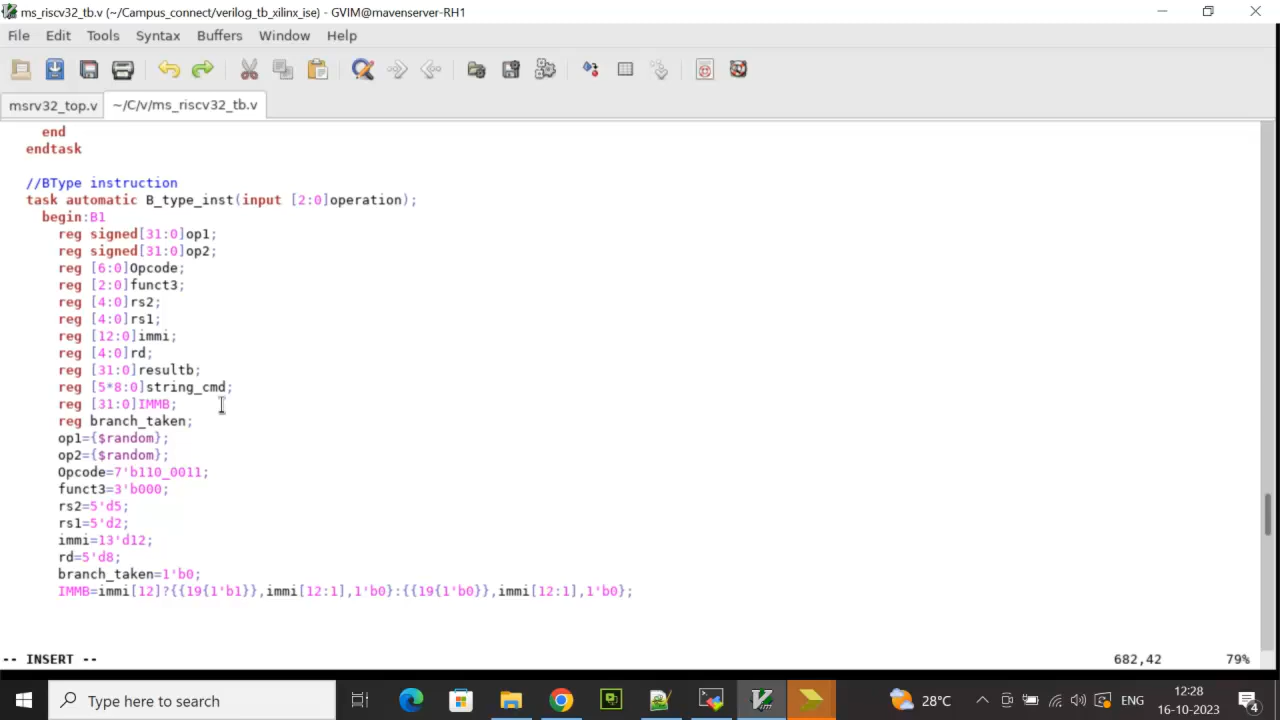 ms_riscv32_tb.v (~/Campus_connect/verilog_tb_xilinx_ise) - GVIM@mavenserver-RH1
File Edit Tools Syntax Buffers Window Help
msrv32_top.v ~/C/v/ms_riscv32_tb.v
end
endtask
//BType instruction
task automatic B_type_inst(input [2:0]operation);
begin:B1
reg signed[31:0]op1;
reg signed[31:0]op2;
reg [6:0]Opcode;
reg [2:0]funct3;
reg [4:0]rs2;
reg [4:0]rs1;
reg [12:0]immi;
reg [4:0]rd;
reg [31:0]resultb;
reg [5*8:0]string_cmd;
reg [31:0]IMMB;
reg branch_taken;
op1={$random};
op2={$random};
Opcode=7'b110_0011;
funct3=3'b000;
rs2=5'd5;
rs1=5'd2;
immi=13'd12;
rd=5'd8;
branch_taken=1'b0;
IMMB=immi[12]?{{19{1'b1}},immi[12:1],1'b0}:{{19{1'b0}},immi[12:1],1'b0};
-- INSERT -- 682,42 79%
Type here to search 28°C ENG 12:28
16-10-2023 4